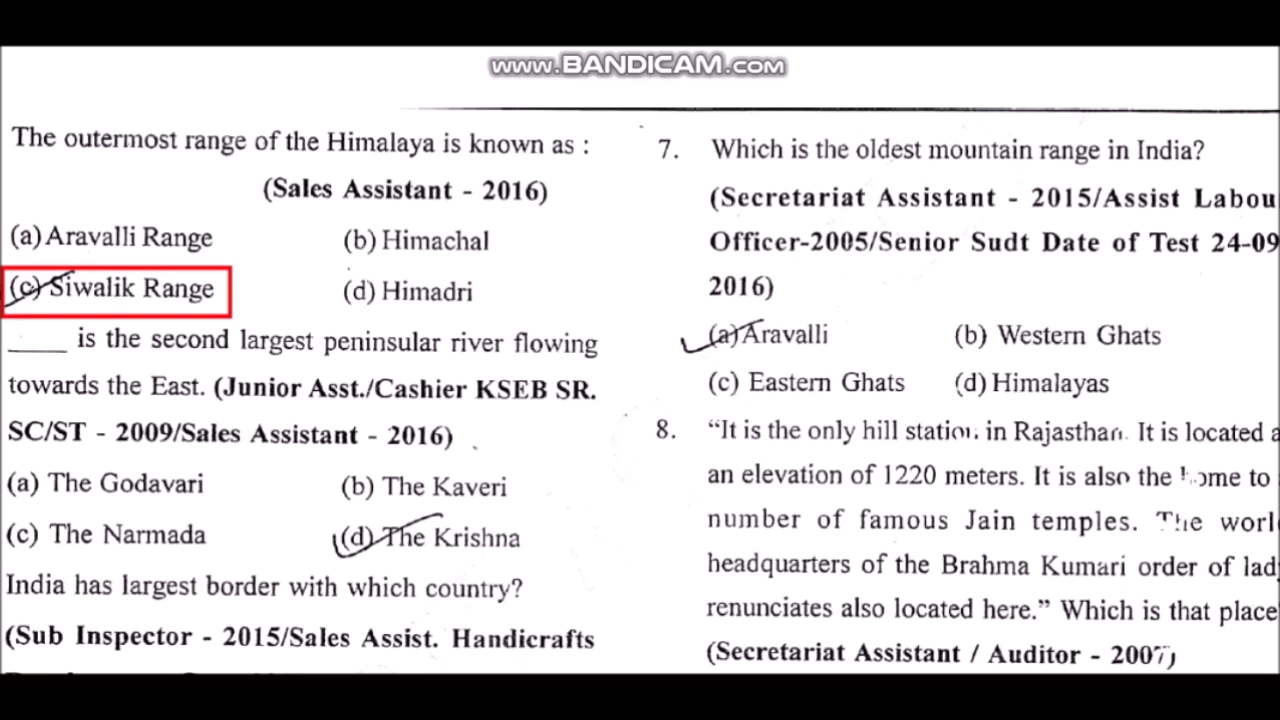 www.BANDICAM.com
The outermost range of the Himalaya is known as :
(Sales Assistant - 2016)
(a) Aravalli Range (b) Himachal
(c) Siwalik Range (d) Himadri
____ is the second largest peninsular river flowing
towards the East. (Junior Asst./Cashier KSEB SR.
SC/ST - 2009/Sales Assistant - 2016)
(a) The Godavari (b) The Kaveri
(c) The Narmada (d) The Krishna
India has largest border with which country?
(Sub Inspector - 2015/Sales Assist. Handicrafts
7. Which is the oldest mountain range in India?
(Secretariat Assistant - 2015/Assist Labou
Officer-2005/Senior Sudt Date of Test 24-09
2016)
(a) Aravalli (b) Western Ghats
(c) Eastern Ghats (d) Himalayas
8. “It is the only hill station in Rajasthan. It is located a
an elevation of 1220 meters. It is also the home to
number of famous Jain temples. The worl
headquarters of the Brahma Kumari order of lad
renunciates also located here.” Which is that place
(Secretariat Assistant / Auditor - 2007)